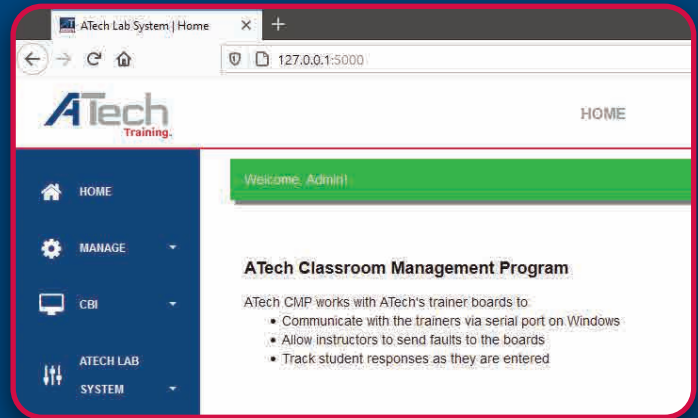 ATech Lab System | Home
127.0.0.1:5000
ATech
Training.
HOME
HOME
Welcome, Admin!
MANAGE
ATech Classroom Management Program
CBI
ATech CMP works with ATech's trainer boards to
• Communicate with the trainers via serial port on Windows
• Allow instructors to send faults to the boards
• Track student responses as they are entered
ATECH LAB
SYSTEM